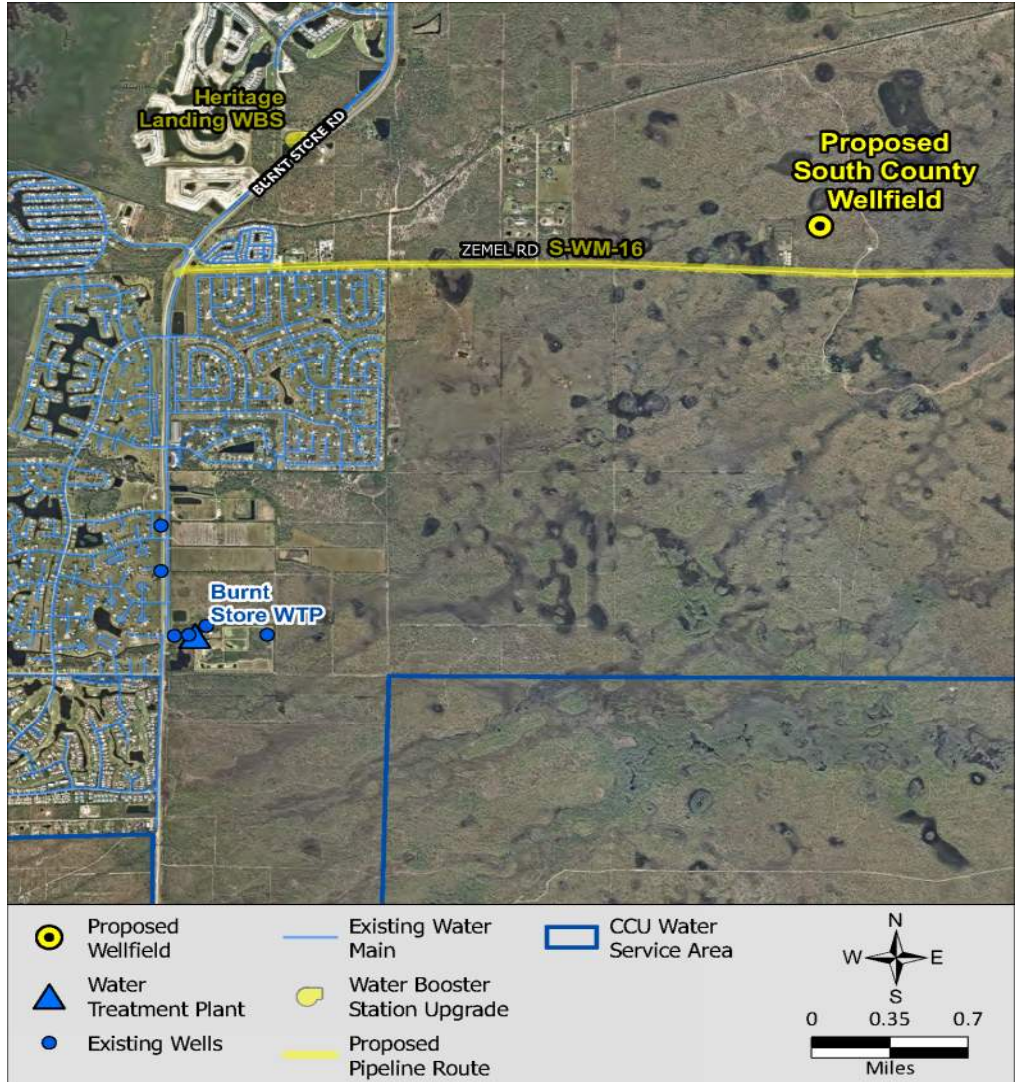 Heritage
Landing WBS
BURNT STORE RD
Proposed
South County
Wellfield
ZEMEL RD S-WM-16
Burnt
Store WTP
Proposed
Wellfield
Water
Treatment Plant
Existing Wells
Existing Water
Main
Water Booster
Station Upgrade
Proposed
Pipeline Route
CCU Water
Service Area
N
W E
S
0 0.35 0.7
Miles